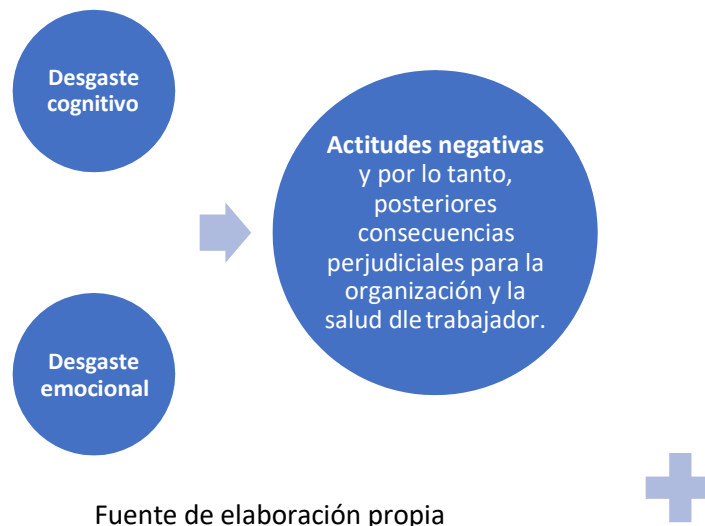 Desgaste
cognitivo
Actitudes negativas
y por lo tanto,
posteriores
consecuencias
perjudiciales para la
organización y la
salud dle trabajador.
Desgaste
emocional
Fuente de elaboración propia